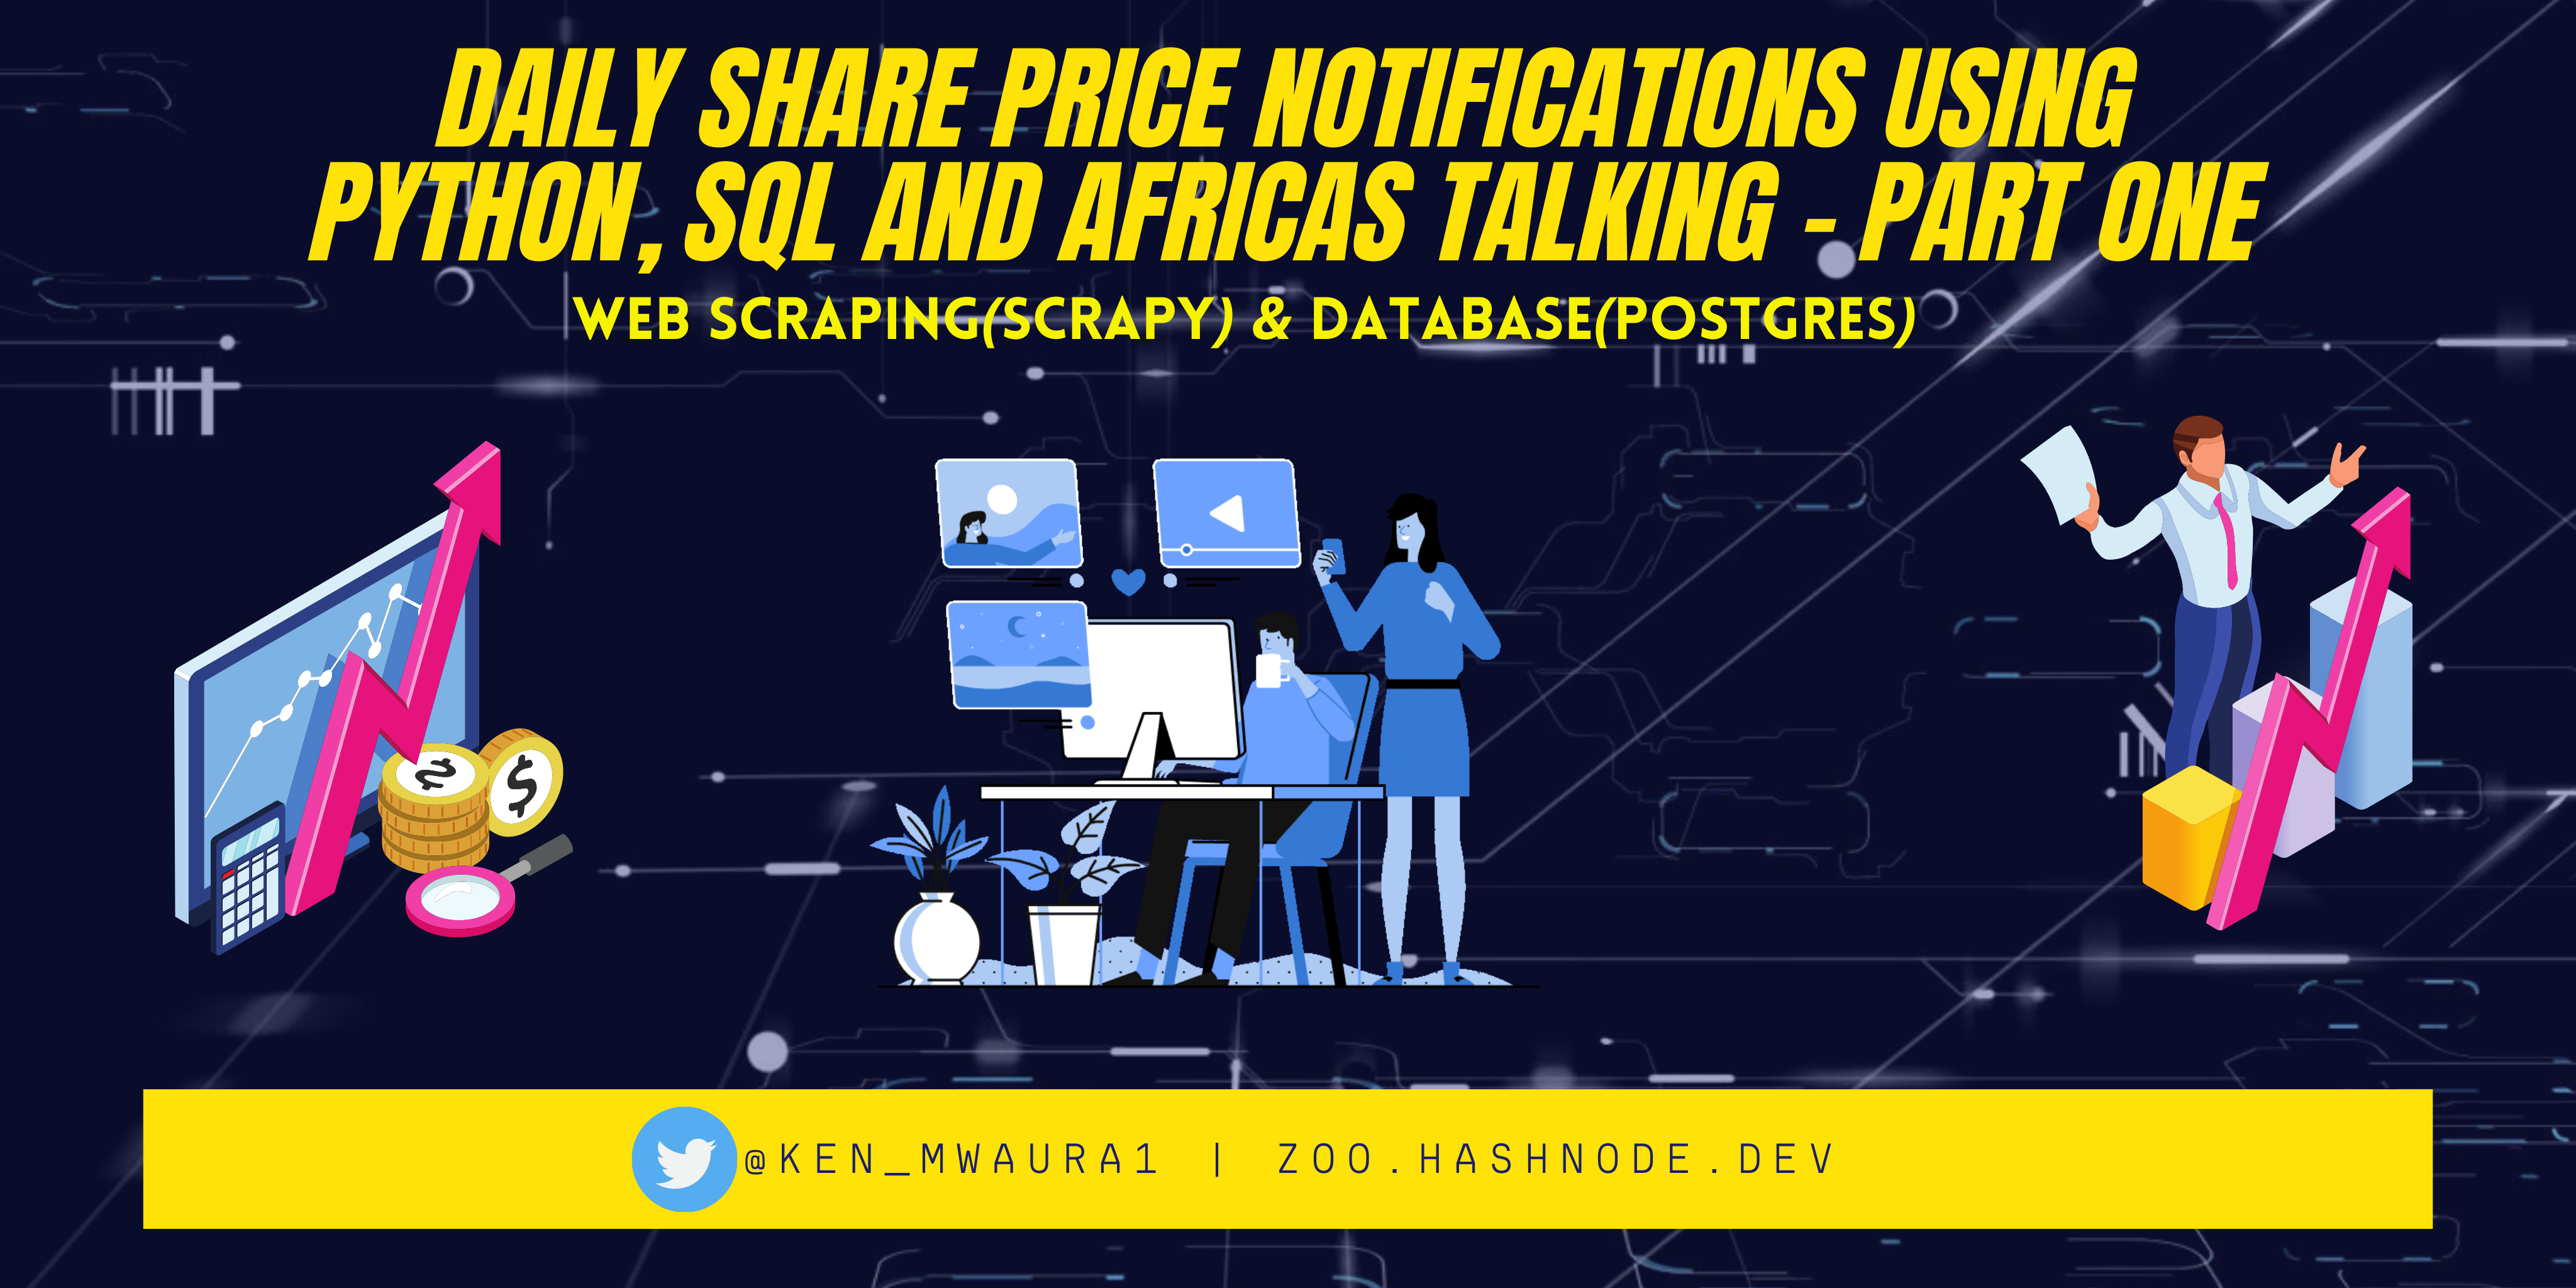 DAILY SHARE PRICE NOTIFICATIONS USING
PYTHON, SQL AND AFRICAS TALKING - PART ONE
WEB SCRAPING(SCRAPY) & DATABASE(POSTGRES)
$
$
@KEN_MWAURA1 | ZOO.HASHNODE.DEV